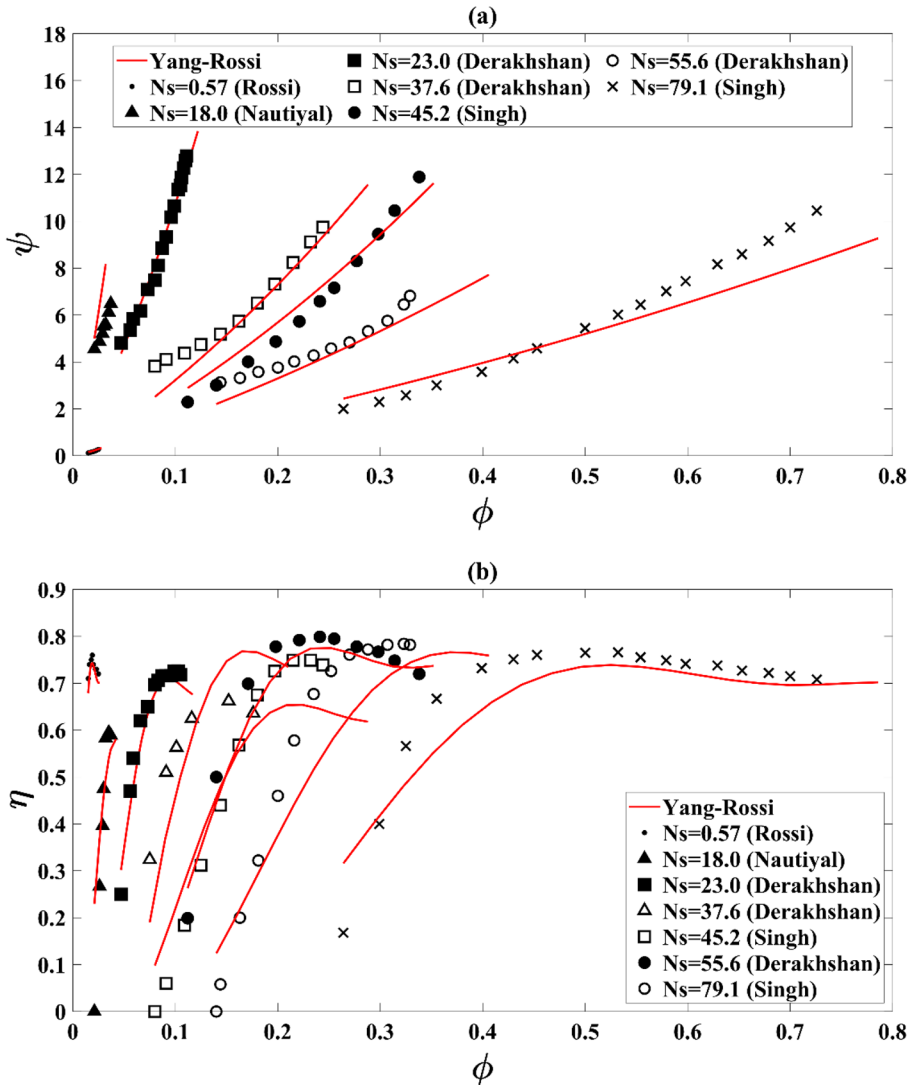 (a)
18
16
14
12
10
8
6
4
2
0
ψ
Yang-Rossi
Ns=0.57 (Rossi)
Ns=18.0 (Nautiyal)
Ns=23.0 (Derakhshan)
Ns=37.6 (Derakhshan)
Ns=45.2 (Singh)
Ns=55.6 (Derakhshan)
Ns=79.1 (Singh)
0 0.1 0.2 0.3 0.4 0.5 0.6 0.7 0.8
ϕ
(b)
0.9
0.8
0.7
0.6
0.5
0.4
0.3
0.2
0.1
0
η
Yang-Rossi
Ns=0.57 (Rossi)
Ns=18.0 (Nautiyal)
Ns=23.0 (Derakhshan)
Ns=37.6 (Derakhshan)
Ns=45.2 (Singh)
Ns=55.6 (Derakhshan)
Ns=79.1 (Singh)
0 0.1 0.2 0.3 0.4 0.5 0.6 0.7 0.8
ϕ